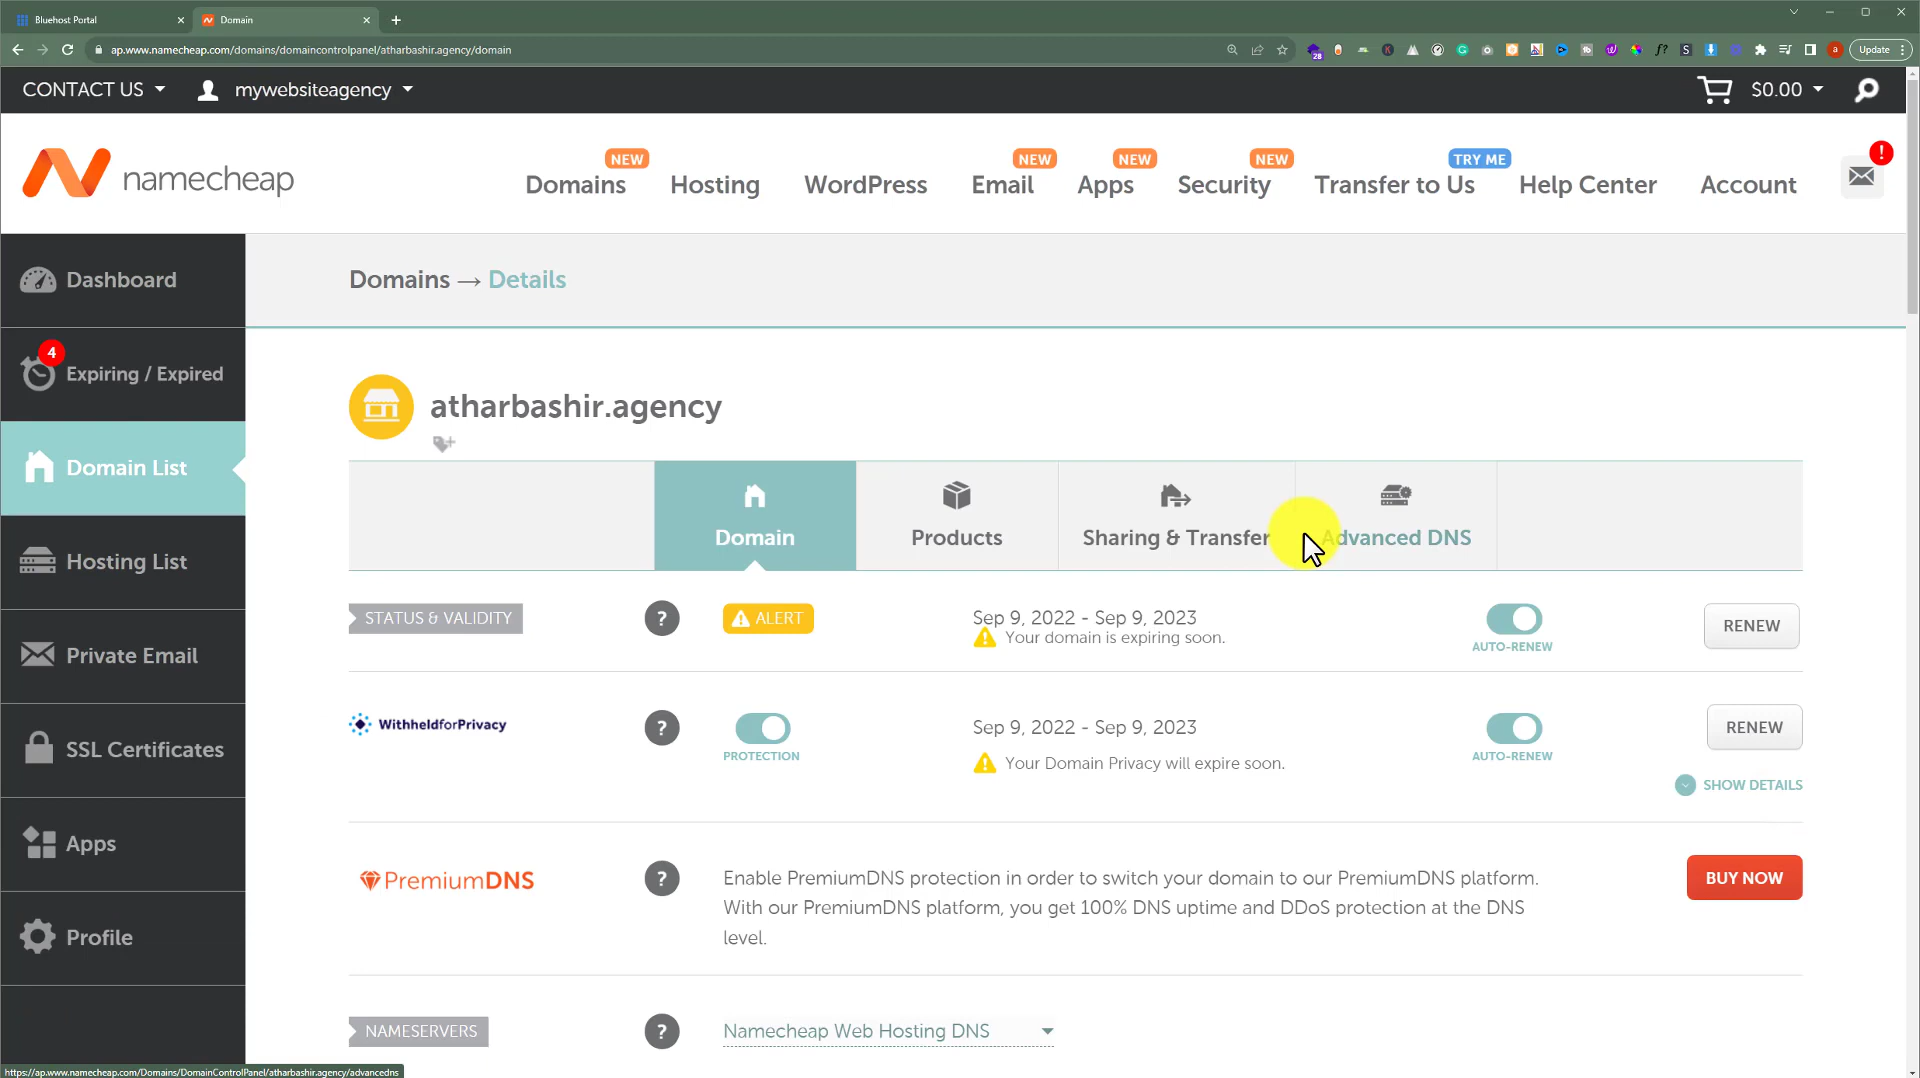 Bluehost Portal
Domain
ap.www.namecheap.com/domains/domaincontrolpanel/atharbashir.agency/domain
28
Update
CONTACT US
mywebsiteagency
$0.00
namecheap
NEW
NEW
NEW
NEW
TRY ME
!
Domains
Hosting
WordPress
Email
Apps
Security
Transfer to Us
Help Center
Account
Dashboard
4
Expiring / Expired
Domain List
Hosting List
Private Email
SSL Certificates
Apps
Profile
Domains → Details
atharbashir.agency
Domain
Products
Sharing & Transfer
Advanced DNS
STATUS & VALIDITY
?
ALERT
Sep 9, 2022 - Sep 9, 2023
Your domain is expiring soon.
AUTO-RENEW
RENEW
WithheldforPrivacy
?
PROTECTION
Sep 9, 2022 - Sep 9, 2023
Your Domain Privacy will expire soon.
AUTO-RENEW
RENEW
SHOW DETAILS
PremiumDNS
?
Enable PremiumDNS protection in order to switch your domain to our PremiumDNS platform.
With our PremiumDNS platform, you get 100% DNS uptime and DDoS protection at the DNS
level.
BUY NOW
NAMESERVERS
?
Namecheap Web Hosting DNS
https://ap.www.namecheap.com/Domains/DomainControlPanel/atharbashir.agency/advanceddns